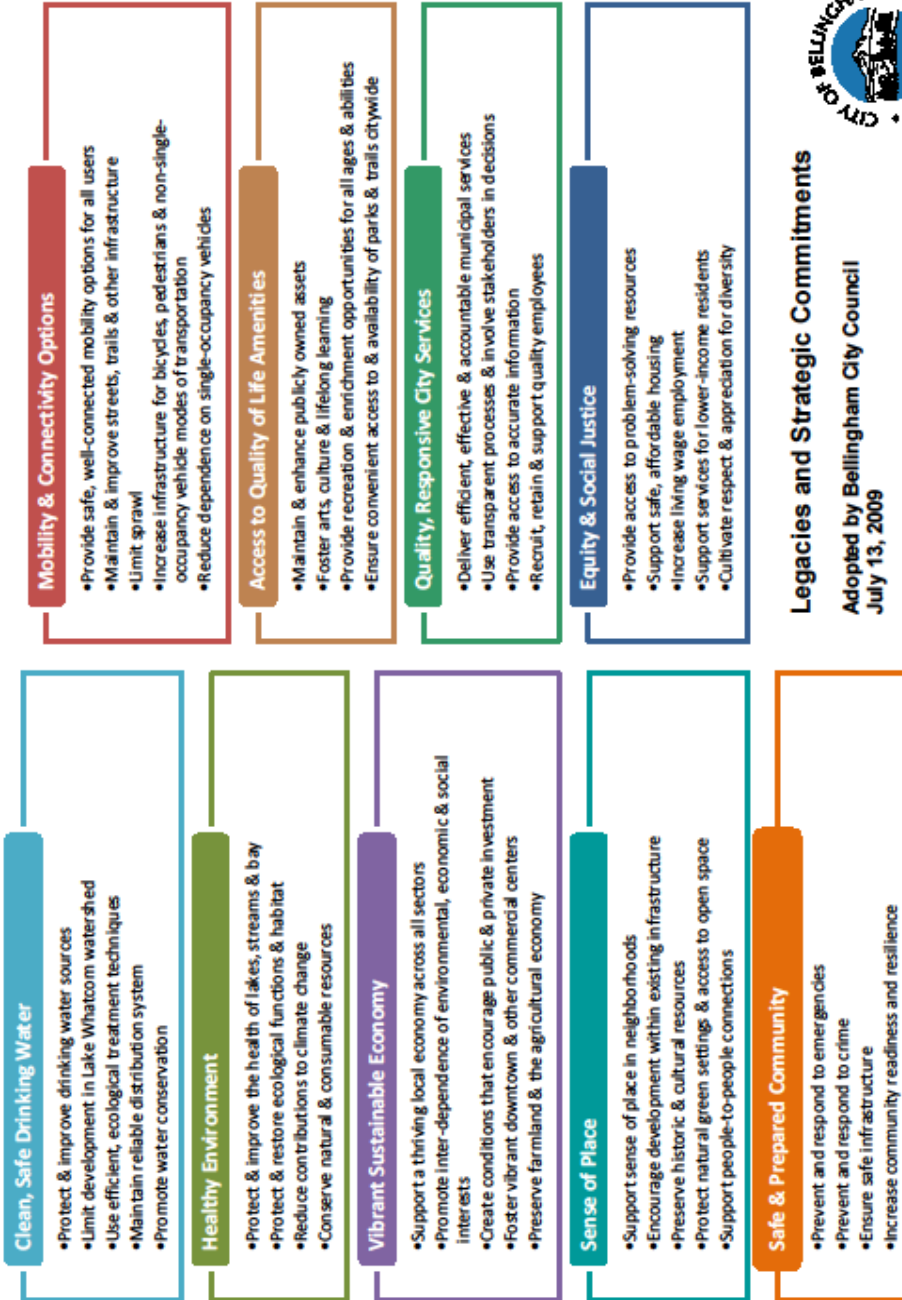 Clean, Safe Drinking Water
•Protect & improve drinking water sources
•Limit development in Lake Whatcom watershed
•Use efficient, ecological treatment techniques
•Maintain reliable distribution system
•Promote water conservation
Healthy Environment
•Protect & improve the health of lakes, streams & bay
•Protect & restore ecological functions & habitat
•Reduce contributions to climate change
•Conserve natural & consumable resources
Vibrant Sustainable Economy
•Support a thriving local economy across all sectors
•Promote inter-dependence of environmental, economic & social
interests
•Create conditions that encourage public & private investment
•Foster vibrant downtown & other commercial centers
•Preserve farmland & the agricultural economy
Sense of Place
•Support sense of place in neighborhoods
•Encourage development within existing infrastructure
•Preserve historic & cultural resources
•Protect natural green settings & access to open space
•Support people-to-people connections
Safe & Prepared Community
•Prevent and respond to emergencies
•Prevent and respond to crime
•Ensure safe infrastructure
•Increase community readiness and resilience
Mobility & Connectivity Options
•Provide safe, well-connected mobility options for all users
•Maintain & improve streets, trails & other infrastructure
•Limit sprawl
•Increase infrastructure for bicycles, pedestrians & non-single-
occupancy vehicle modes of transportation
•Reduce dependence on single-occupancy vehicles
Access to Quality of Life Amenities
•Maintain & enhance publicly owned assets
•Foster arts, culture & lifelong learning
•Provide recreation & enrichment opportunities for all ages & abilities
•Ensure convenient access to & availability of parks & trails citywide
Quality, Responsive City Services
•Deliver efficient, effective & accountable municipal services
•Use transparent processes & involve stakeholders in decisions
•Provide access to accurate information
•Recruit, retain & support quality employees
Equity & Social Justice
•Provide access to problem-solving resources
•Support safe, affordable housing
•Increase living wage employment
•Support services for lower-income residents
•Cultivate respect & appreciation for diversity
Legacies and Strategic Commitments
Adopted by Bellingham City Council
July 13, 2009
CITY OF